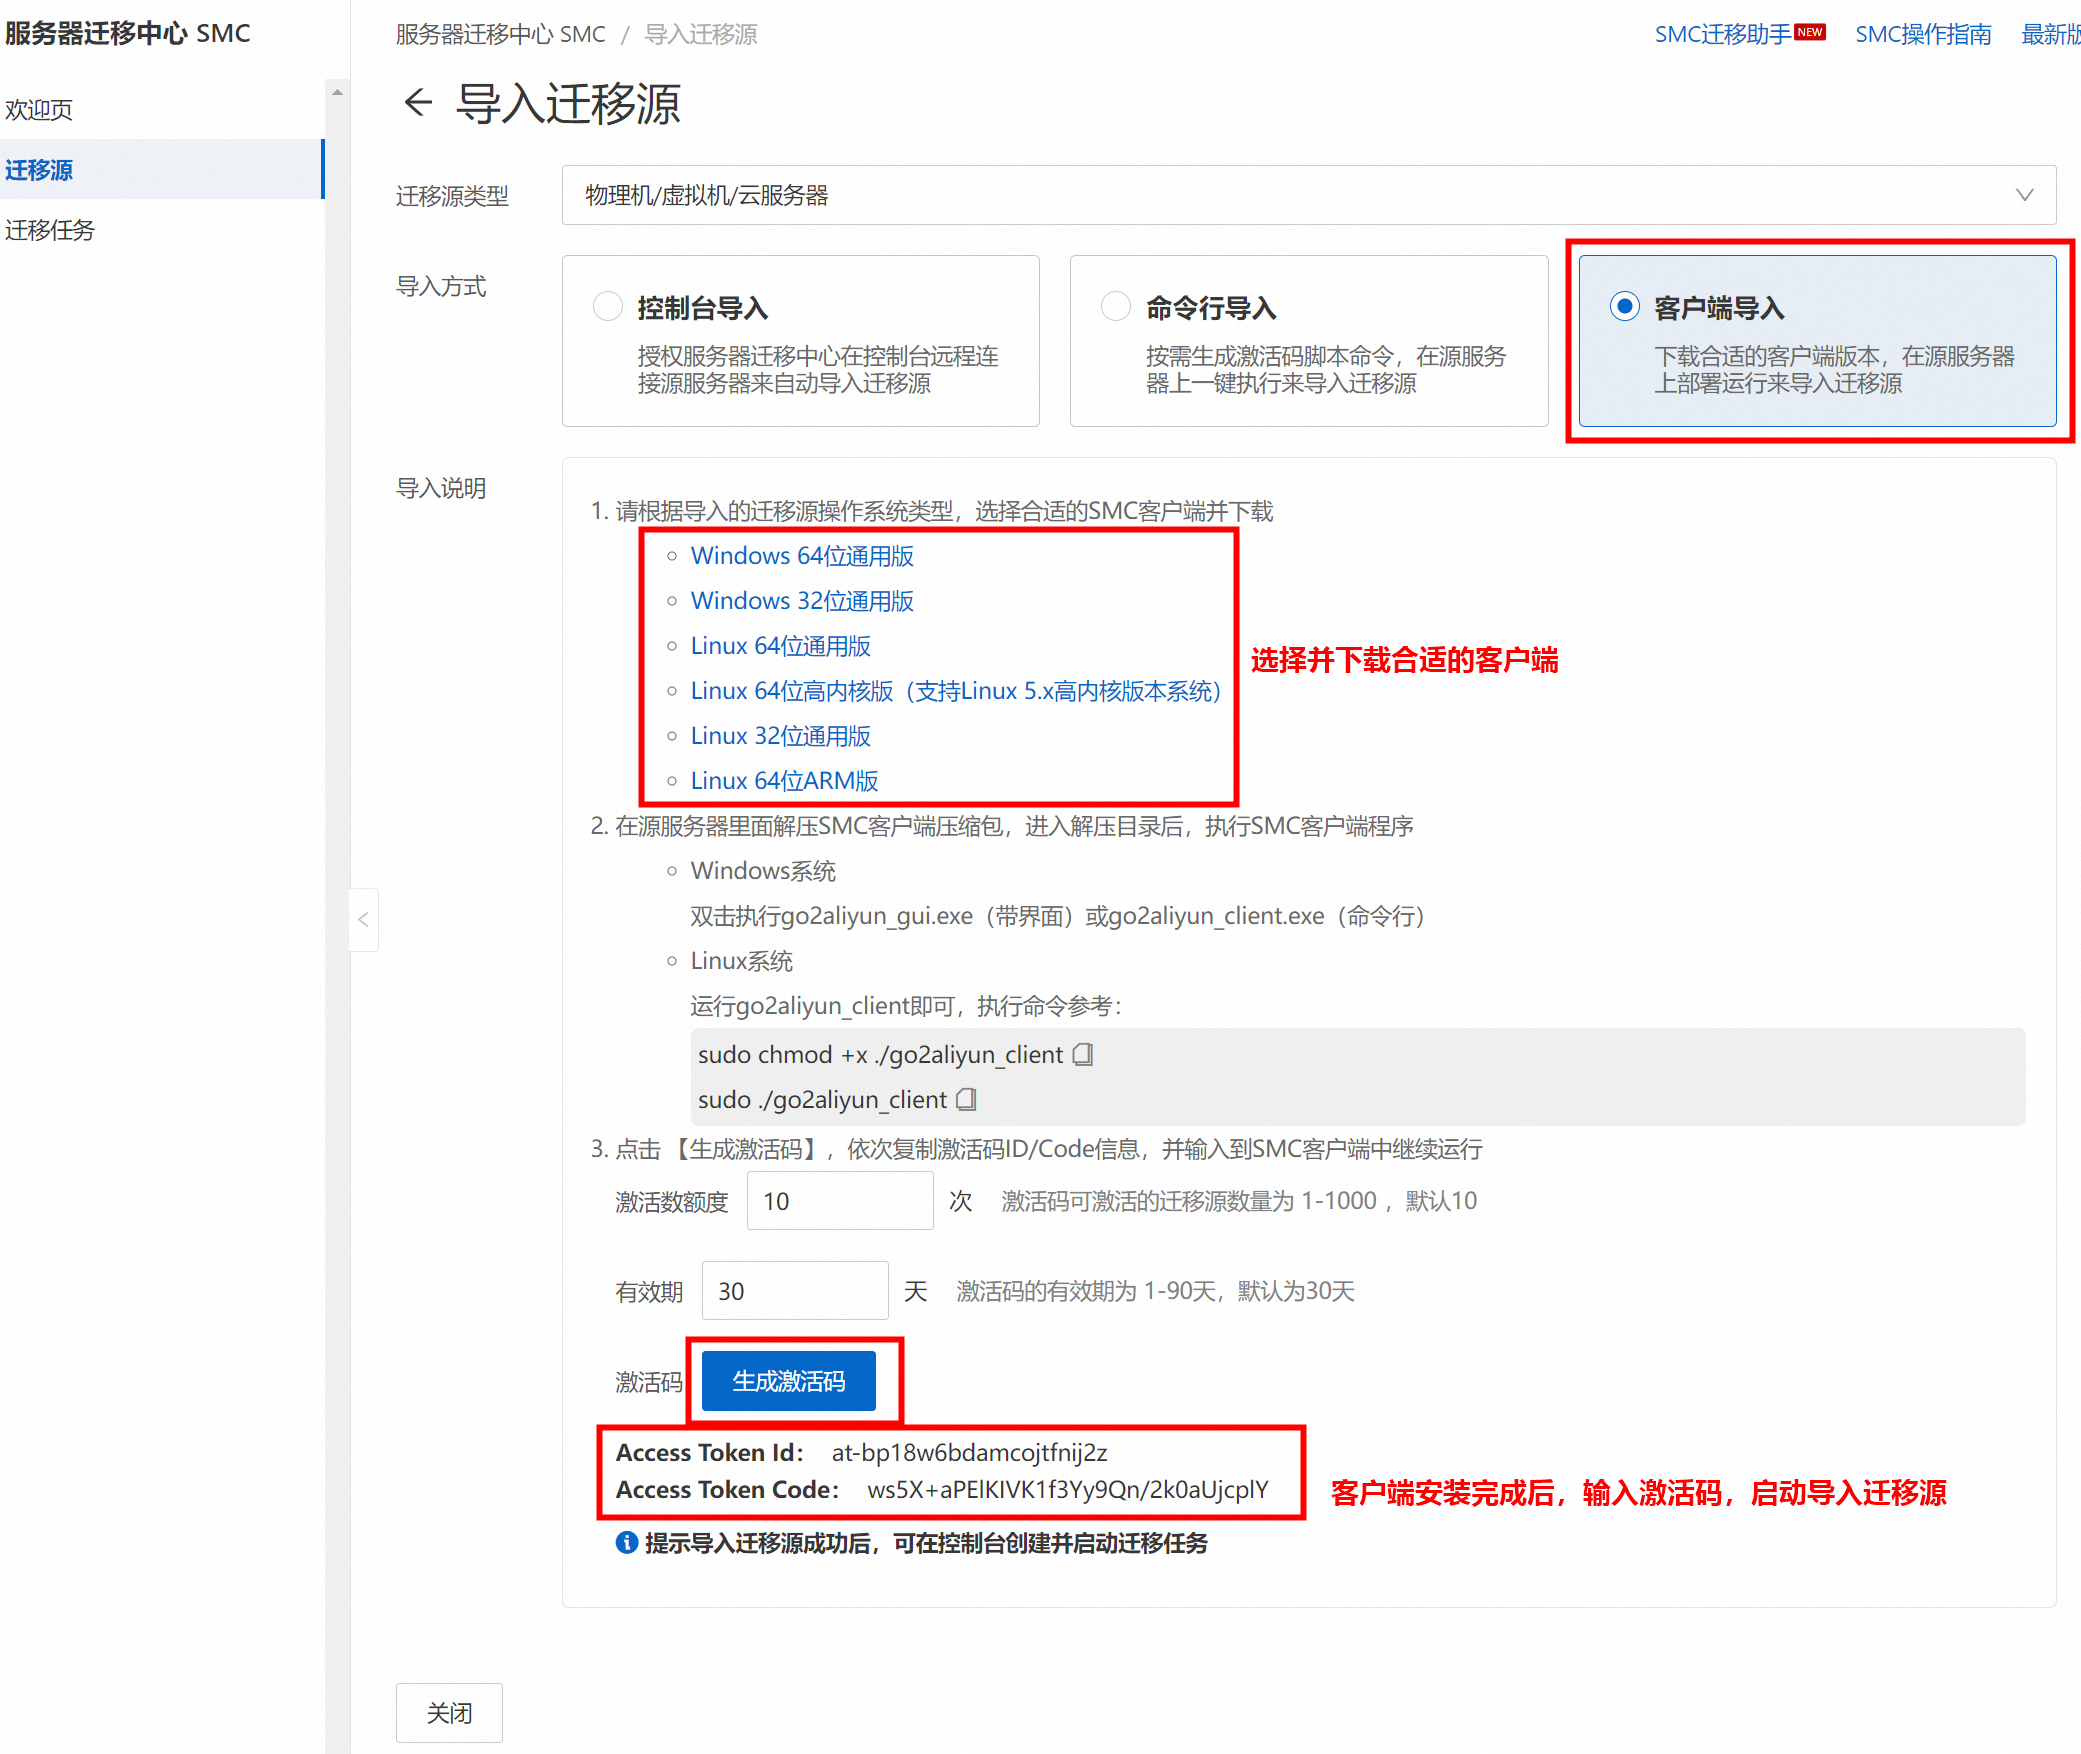 服务器迁移中心 SMC
欢迎页
迁移源
迁移任务
服务器迁移中心 SMC / 导入迁移源
SMC迁移助手 NEW SMC操作指南 最新版
← 导入迁移源
迁移源类型 物理机/虚拟机/云服务器
导入方式
控制台导入
授权服务器迁移中心在控制台远程连
接源服务器来自动导入迁移源
命令行导入
按需生成激活码脚本命令，在源服务
器上一键执行来导入迁移源
客户端导入
下载合适的客户端版本，在源服务器
上部署运行来导入迁移源
导入说明
1. 请根据导入的迁移源操作系统类型，选择合适的SMC客户端并下载
Windows 64位通用版
Windows 32位通用版
Linux 64位通用版
Linux 64位高内核版（支持Linux 5.x高内核版本系统）
Linux 32位通用版
Linux 64位ARM版
选择并下载合适的客户端
2. 在源服务器里面解压SMC客户端压缩包，进入解压目录后，执行SMC客户端程序
Windows系统
双击执行go2aliyun_gui.exe（带界面）或go2aliyun_client.exe（命令行）
Linux系统
运行go2aliyun_client即可，执行命令参考：
sudo chmod +x ./go2aliyun_client
sudo ./go2aliyun_client
3. 点击 【生成激活码】，依次复制激活码ID/Code信息，并输入到SMC客户端中继续运行
激活数额度 10 次 激活码可激活的迁移源数量为 1-1000 ，默认10
有效期 30 天 激活码的有效期为 1-90天，默认为30天
激活码 生成激活码
Access Token Id： at-bp18w6bdamcojtfnij2z
Access Token Code： ws5X+aPElKIVK1f3Yy9Qn/2k0aUjcplY
客户端安装完成后，输入激活码，启动导入迁移源
提示导入迁移源成功后，可在控制台创建并启动迁移任务
关闭